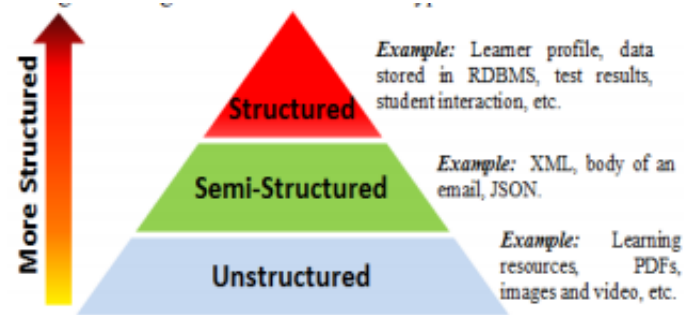 More Structured
Structured
Example: Learner profile, data
stored in RDBMS, test results,
student interaction, etc.
Semi-Structured
Example: XML, body of an
email, JSON.
Unstructured
Example: Learning
resources, PDFs,
images and video, etc.